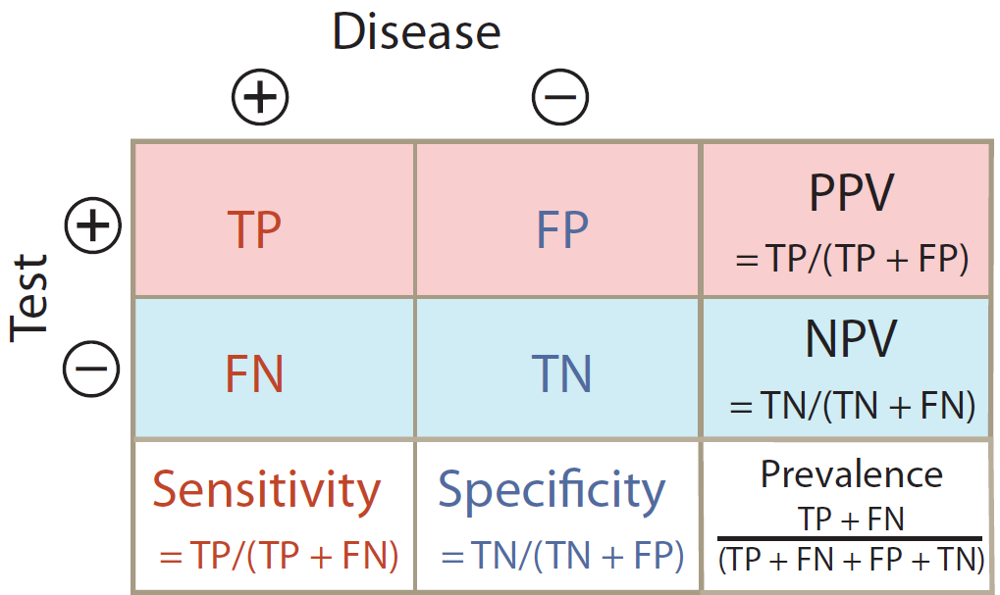 Disease
+ −
Test
+
−
TP FP PPV
= TP/(TP + FP)
FN TN NPV
= TN/(TN + FN)
Sensitivity
= TP/(TP + FN)
Specificity
= TN/(TN + FP)
Prevalence
TP + FN
(TP + FN + FP + TN)